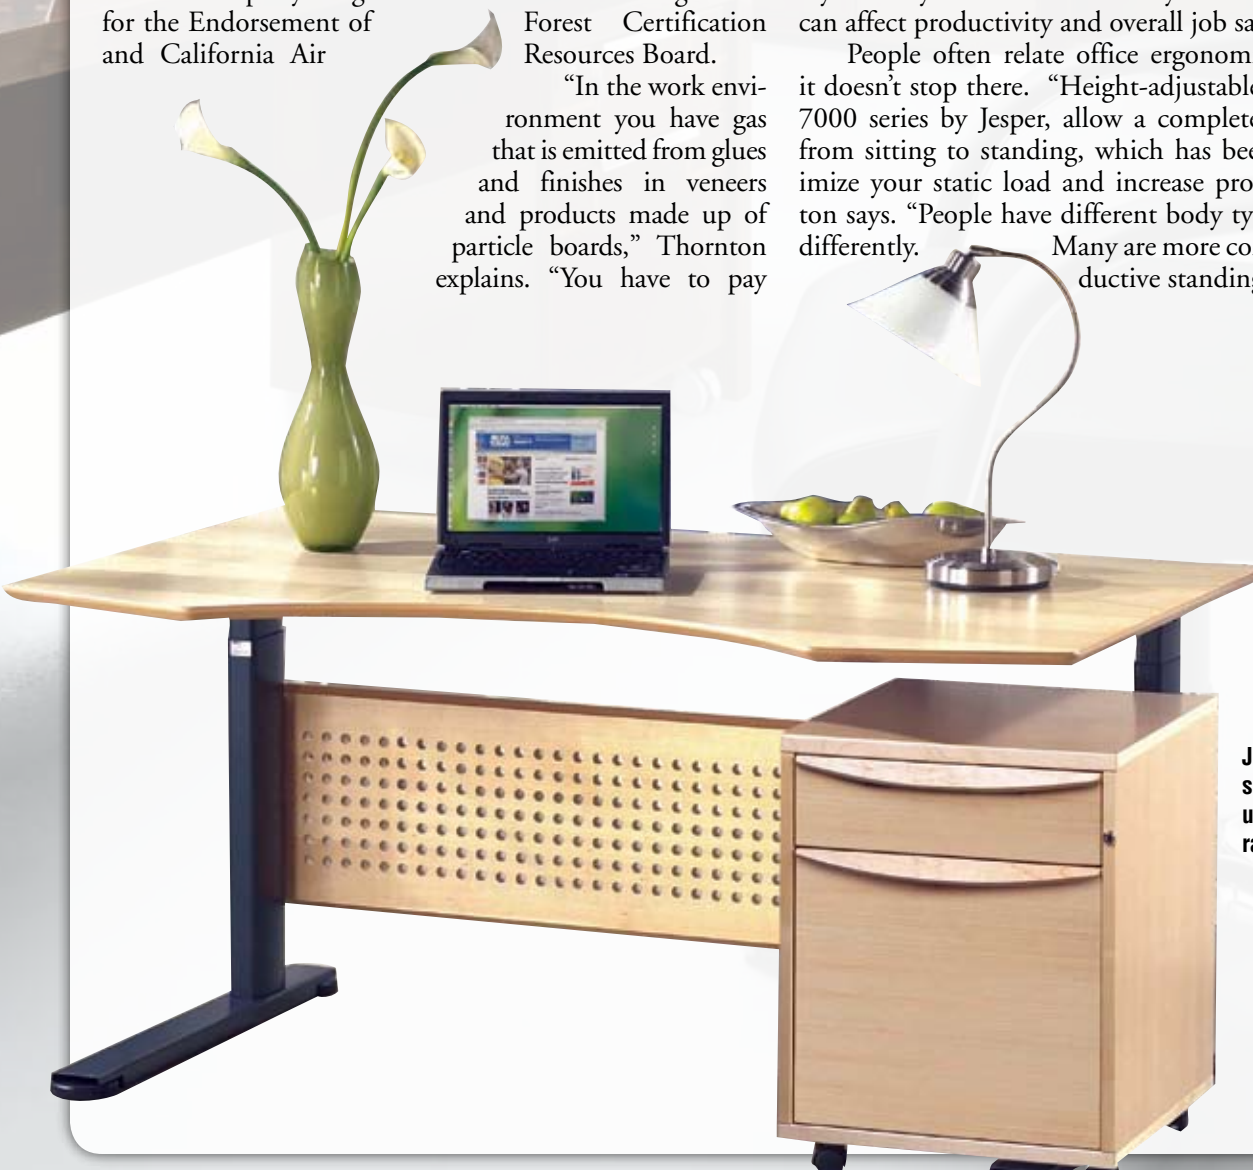 for the Endorsement of Forest Certification
and California Air Resources Board.
“In the work envi-
ronment you have gas
that is emitted from glues
and finishes in veneers
and products made up of
particle boards,” Thornton
explains. “You have to pay
can affect productivity and overall job sa
People often relate office ergonom
it doesn’t stop there. “Height-adjustable
7000 series by Jesper, allow a complete
from sitting to standing, which has bee
imize your static load and increase pro
ton says. “People have different body ty
differently. Many are more co
ductive standing
J
s
u
ra